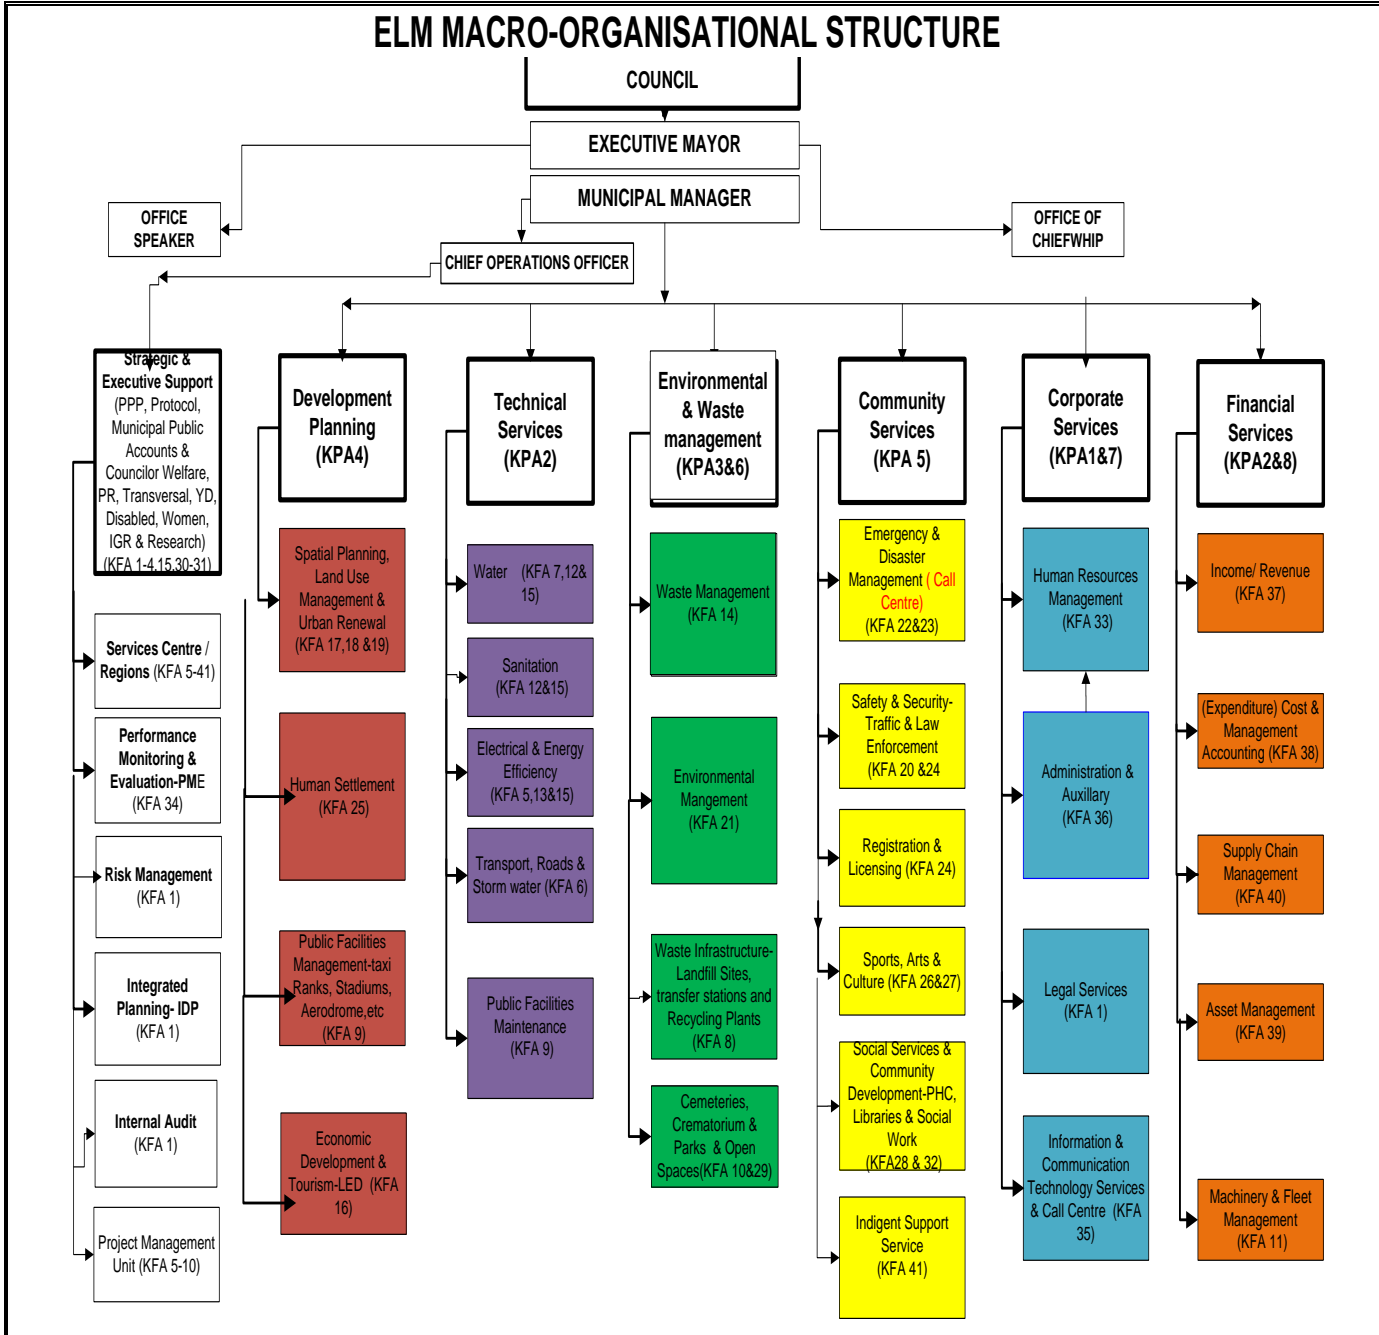 ELM MACRO-ORGANISATIONAL STRUCTURE
COUNCIL
EXECUTIVE MAYOR
MUNICIPAL MANAGER
OFFICE
SPEAKER
OFFICE OF
CHIEFWHIP
CHIEF OPERATIONS OFFICER
Strategic &
Executive Support
(PPP, Protocol,
Municipal Public
Accounts &
Councilor Welfare,
PR, Transversal, YD,
Disabled, Women,
IGR & Research)
(KFA 1-4,15,30-31)
Services Centre /
Regions (KFA 5-41)
Performance
Monitoring &
Evaluation-PME
(KFA 34)
Risk Management
(KFA 1)
Integrated
Planning- IDP
(KFA 1)
Internal Audit
(KFA 1)
Project Management
Unit (KFA 5-10)
Development
Planning
(KPA4)
Spatial Planning,
Land Use
Management &
Urban Renewal
(KFA 17,18 &19)
Human Settlement
(KFA 25)
Public Facilities
Management-taxi
Ranks, Stadiums,
Aerodrome,etc
(KFA 9)
Economic
Development &
Tourism-LED (KFA
16)
Technical
Services
(KPA2)
Water (KFA 7,12&
15)
Sanitation
(KFA 12&15)
Electrical & Energy
Efficiency
(KFA 5,13&15)
Transport, Roads &
Storm water (KFA 6)
Public Facilities
Maintenance
(KFA 9)
Environmental
& Waste
management
(KPA3&6)
Waste Management
(KFA 14)
Environmental
Mangement
(KFA 21)
Waste Infrastructure-
Landfill Sites,
transfer stations and
Recycling Plants
(KFA 8)
Cemeteries,
Crematorium &
Parks & Open
Spaces(KFA 10&29)
Community
Services
(KPA 5)
Emergency &
Disaster
Management ( Call
Centre)
(KFA 22&23)
Safety & Security-
Traffic & Law
Enforcement
(KFA 20 &24
Registration &
Licensing (KFA 24)
Sports, Arts &
Culture (KFA 26&27)
Social Services &
Community
Development-PHC,
Libraries & Social
Work
(KFA28 & 32)
Indigent Support
Service
(KFA 41)
Corporate
Services
(KPA1&7)
Human Resources
Management
(KFA 33)
Administration &
Auxillary
(KFA 36)
Legal Services
(KFA 1)
Information &
Communication
Technology Services
& Call Centre (KFA
35)
Financial
Services
(KPA2&8)
Income/ Revenue
(KFA 37)
(Expenditure) Cost &
Management
Accounting (KFA 38)
Supply Chain
Management
(KFA 40)
Asset Management
(KFA 39)
Machinery & Fleet
Management
(KFA 11)